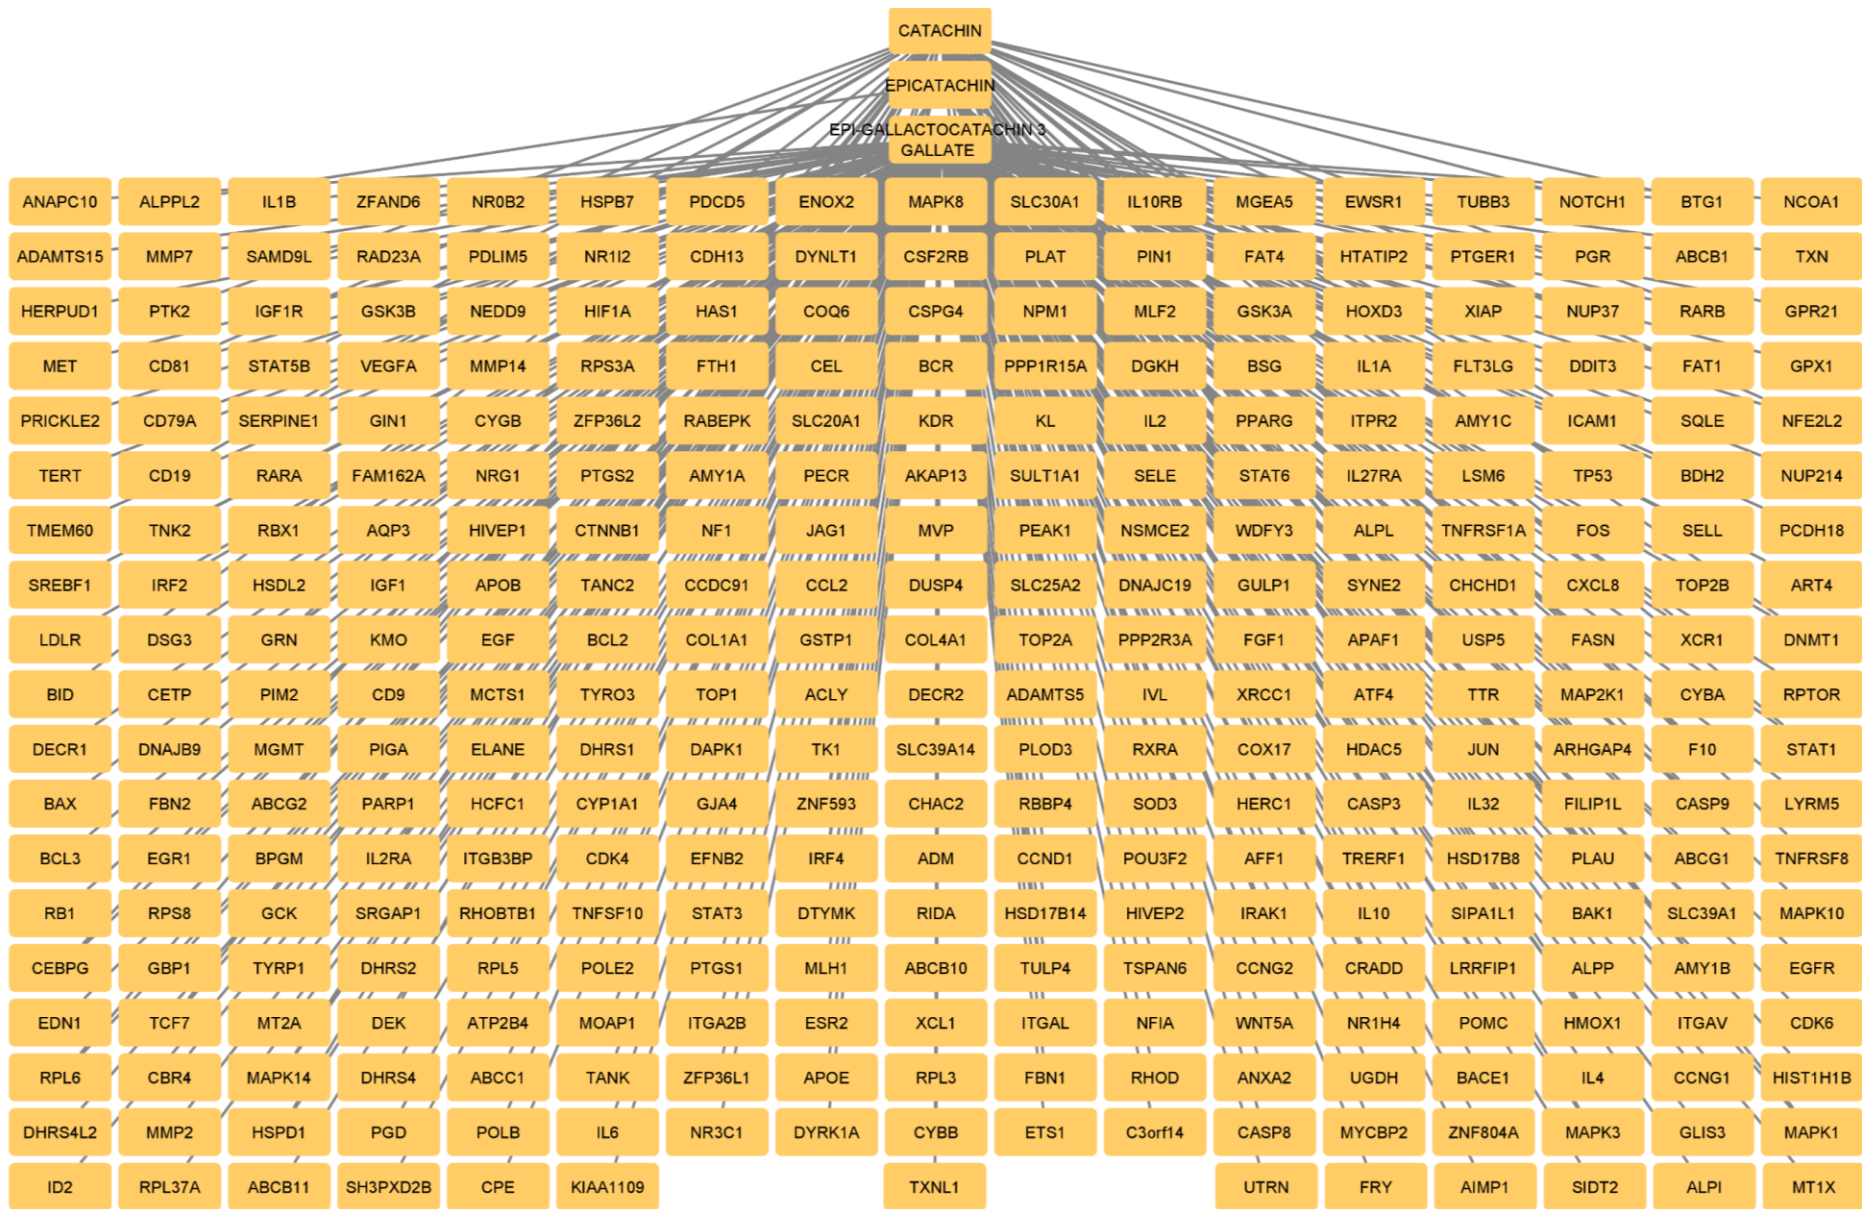 CATACHIN
EPICATACHIN
EPI-GALLACTOCATACHIN 3
GALLATE
ANAPC10 ALPPL2 IL1B ZFAND6 NR0B2 HSPB7 PDCD5 ENOX2 MAPK8 SLC30A1 IL10RB MGEA5 EWSR1 TUBB3 NOTCH1 BTG1 NCOA1
ADAMTS15 MMP7 SAMD9L RAD23A PDLIM5 NR1I2 CDH13 DYNLT1 CSF2RB PLAT PIN1 FAT4 HTATIP2 PTGER1 PGR ABCB1 TXN
HERPUD1 PTK2 IGF1R GSK3B NEDD9 HIF1A HAS1 COQ6 CSPG4 NPM1 MLF2 GSK3A HOXD3 XIAP NUP37 RARB GPR21
MET CD81 STAT5B VEGFA MMP14 RPS3A FTH1 CEL BCR PPP1R15A DGKH BSG IL1A FLT3LG DDIT3 FAT1 GPX1
PRICKLE2 CD79A SERPINE1 GIN1 CYGB ZFP36L2 RABEPK SLC20A1 KDR KL IL2 PPARG ITPR2 AMY1C ICAM1 SQLE NFE2L2
TERT CD19 RARA FAM162A NRG1 PTGS2 AMY1A PECR AKAP13 SULT1A1 SELE STAT6 IL27RA LSM6 TP53 BDH2 NUP214
TMEM60 TNK2 RBX1 AQP3 HIVEP1 CTNNB1 NF1 JAG1 MVP PEAK1 NSMCE2 WDFY3 ALPL TNFRSF1A FOS SELL PCDH18
SREBF1 IRF2 HSDL2 IGF1 APOB TANC2 CCDC91 CCL2 DUSP4 SLC25A2 DNAJC19 GULP1 SYNE2 CHCHD1 CXCL8 TOP2B ART4
LDLR DSG3 GRN KMO EGF BCL2 COL1A1 GSTP1 COL4A1 TOP2A PPP2R3A FGF1 APAF1 USP5 FASN XCR1 DNMT1
BID CETP PIM2 CD9 MCTS1 TYRO3 TOP1 ACLY DECR2 ADAMTS5 IVL XRCC1 ATF4 TTR MAP2K1 CYBA RPTOR
DECR1 DNAJB9 MGMT PIGA ELANE DHRS1 DAPK1 TK1 SLC39A14 PLOD3 RXRA COX17 HDAC5 JUN ARHGAP4 F10 STAT1
BAX FBN2 ABCG2 PARP1 HCFC1 CYP1A1 GJA4 ZNF593 CHAC2 RBBP4 SOD3 HERC1 CASP3 IL32 FILIP1L CASP9 LYRM5
BCL3 EGR1 BPGM IL2RA ITGB3BP CDK4 EFNB2 IRF4 ADM CCND1 POU3F2 AFF1 TRERF1 HSD17B8 PLAU ABCG1 TNFRSF8
RB1 RPS8 GCK SRGAP1 RHOBTB1 TNFSF10 STAT3 DTYMK RIDA HSD17B14 HIVEP2 IRAK1 IL10 SIPA1L1 BAK1 SLC39A1 MAPK10
CEBPG GBP1 TYRP1 DHRS2 RPL5 POLE2 PTGS1 MLH1 ABCB10 TULP4 TSPAN6 CCNG2 CRADD LRRFIP1 ALPP AMY1B EGFR
EDN1 TCF7 MT2A DEK ATP2B4 MOAP1 ITGA2B ESR2 XCL1 ITGAL NFIA WNT5A NR1H4 POMC HMOX1 ITGAV CDK6
RPL6 CBR4 MAPK14 DHRS4 ABCC1 TANK ZFP36L1 APOE RPL3 FBN1 RHOD ANXA2 UGDH BACE1 IL4 CCNG1 HIST1H1B
DHRS4L2 MMP2 HSPD1 PGD POLB IL6 NR3C1 DYRK1A CYBB ETS1 C3orf14 CASP8 MYCBP2 ZNF804A MAPK3 GLIS3 MAPK1
ID2 RPL37A ABCB11 SH3PXD2B CPE KIAA1109 TXNL1 UTRN FRY AIMP1 SIDT2 ALPI MT1X